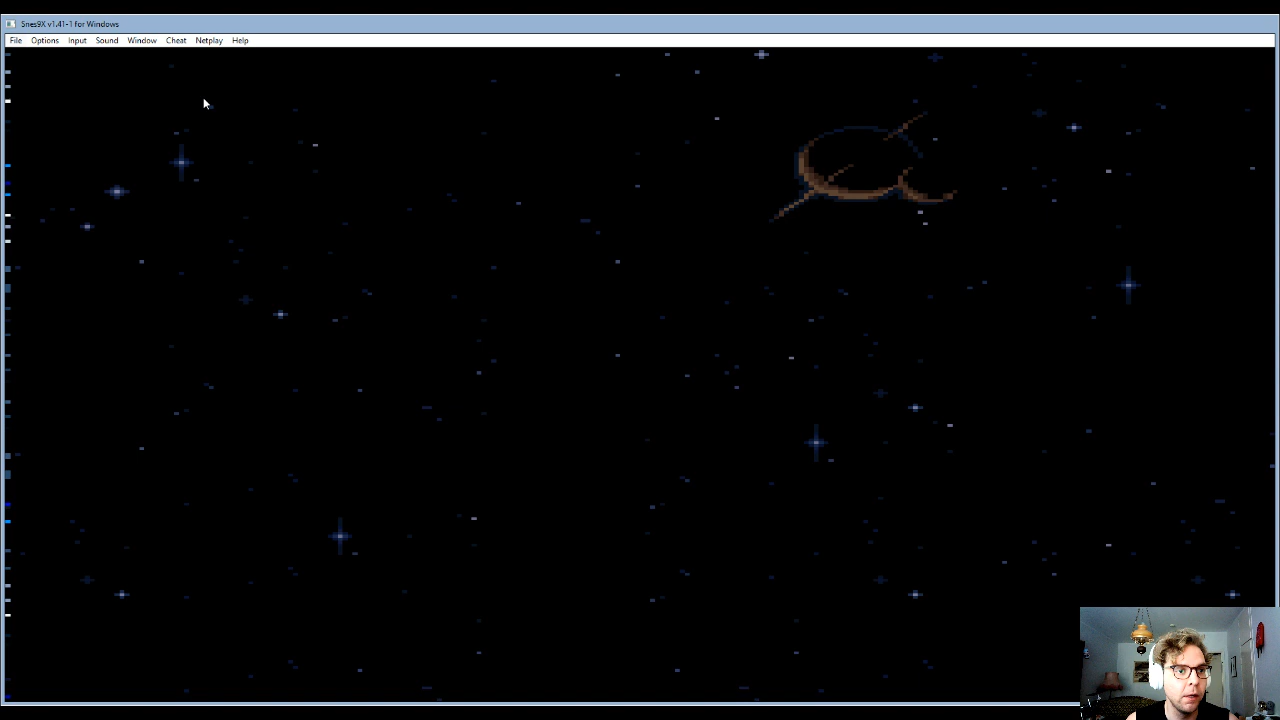 Snes9X v1.41-1 for Windows
File Options Input Sound Window Cheat Netplay Help